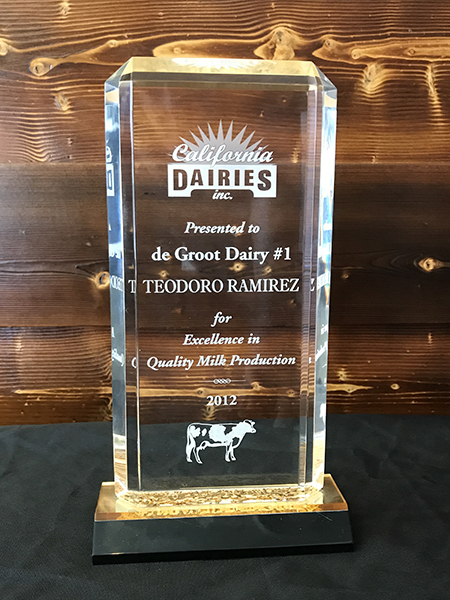 California
DAIRIES
inc.
Presented to
de Groot Dairy #1
TEODORO RAMIREZ
for
Excellence in
Quality Milk Production
2012